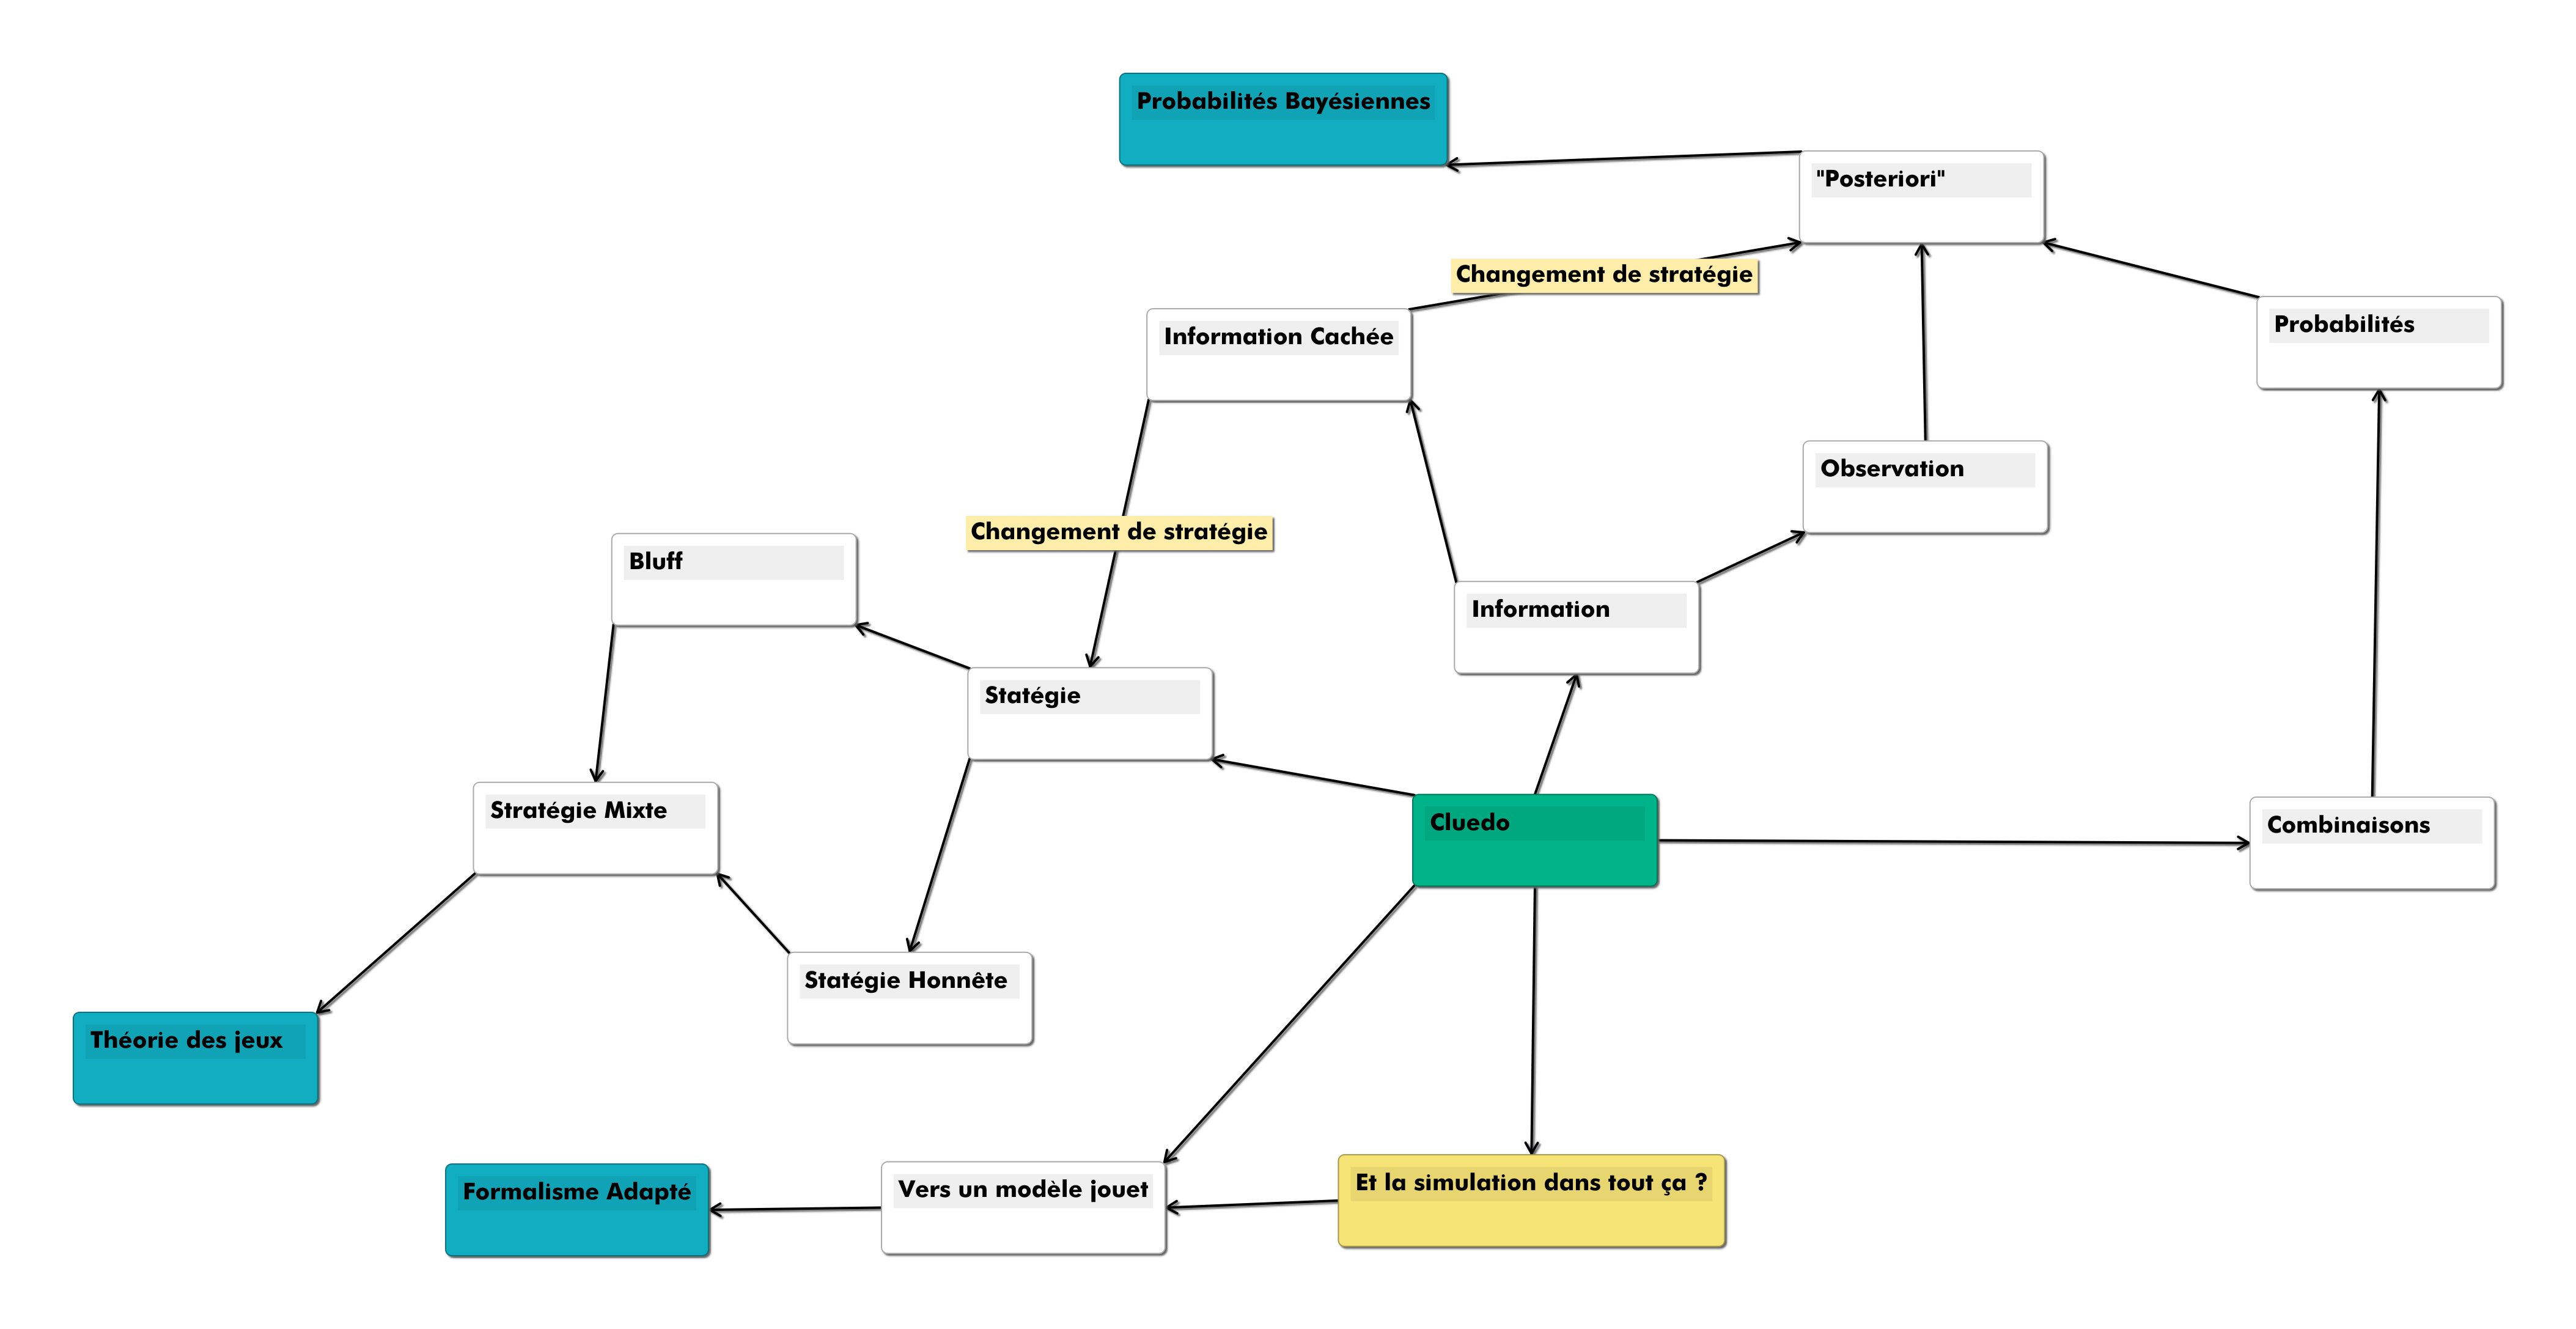 Probabilités Bayésiennes
"Posteriori"
Changement de stratégie
Information Cachée
Probabilités
Observation
Changement de stratégie
Bluff
Information
Statégie
Stratégie Mixte
Cluedo
Combinaisons
Statégie Honnête
Théorie des jeux
Formalisme Adapté
Vers un modèle jouet
Et la simulation dans tout ça ?